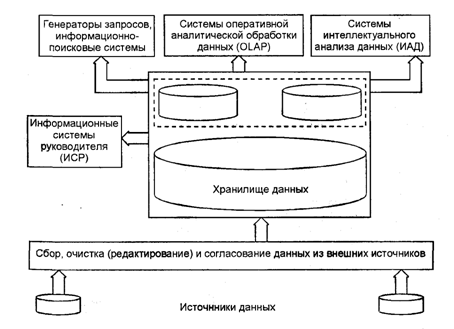 Генераторы запросов,
информационно-
поисковые системы
Системы оперативной
аналитической обработки
данных (OLAP)
Системы
интеллектуального
анализа данных (ИАД)
Информационные
системы
руководителя
(ИСР)
Хранилище данных
Сбор, очистка (редактирование) и согласование данных из внешних источников
Источники данных